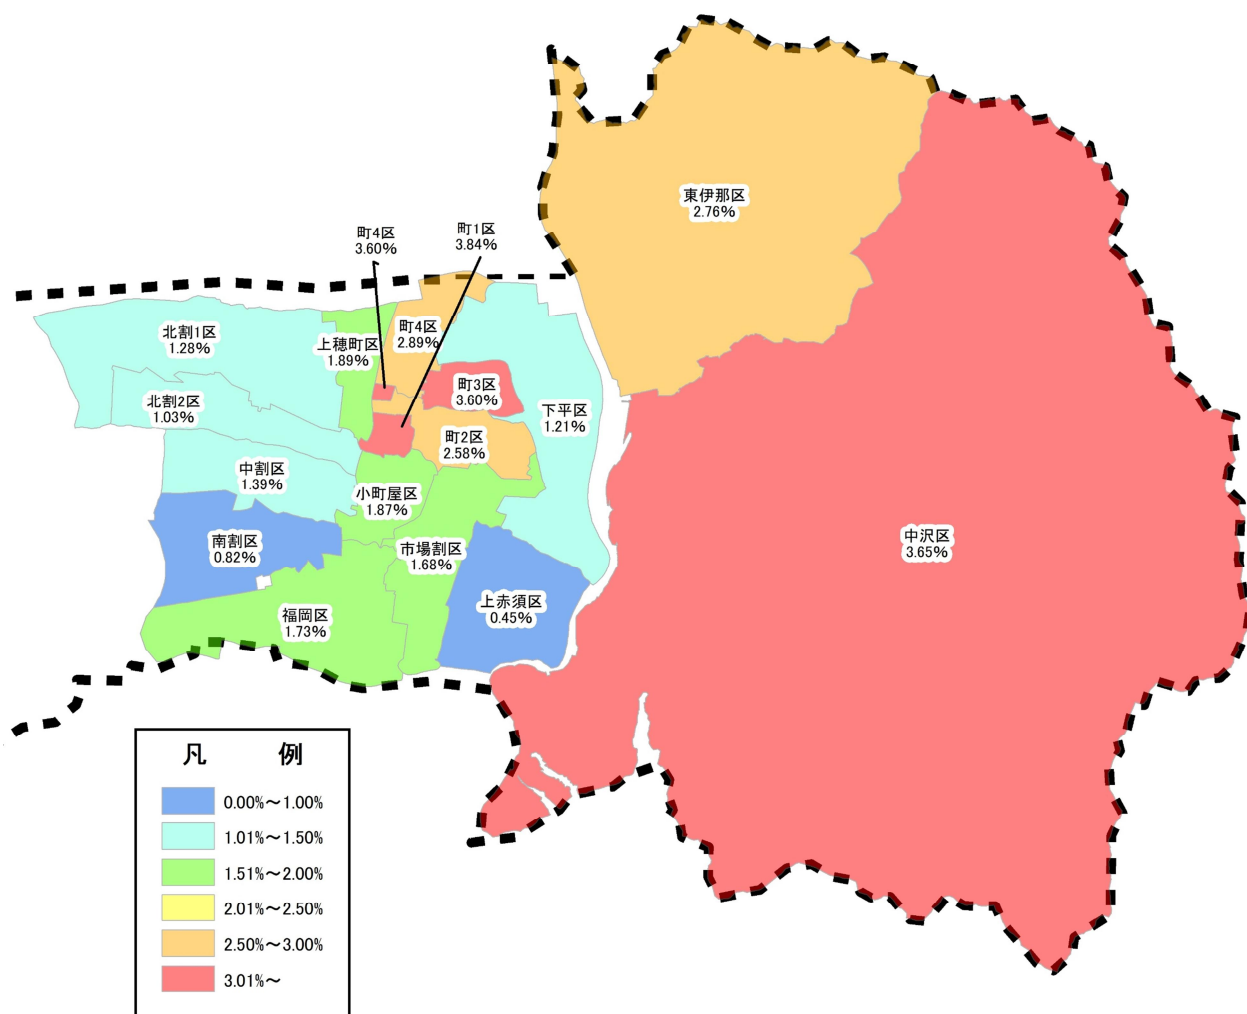 東伊那区
2.76%
町4区
3.60%
町1区
3.84%
北割1区
1.28%
上穂町区
1.89%
町4区
2.89%
町3区
3.60%
北割2区
1.03%
下平区
1.21%
町2区
2.58%
中割区
1.39%
小町屋区
1.87%
南割区
0.82%
市場割区
1.68%
中沢区
3.65%
上赤須区
0.45%
福岡区
1.73%
凡 例
0.00%～1.00%
1.01%～1.50%
1.51%～2.00%
2.01%～2.50%
2.50%～3.00%
3.01%～